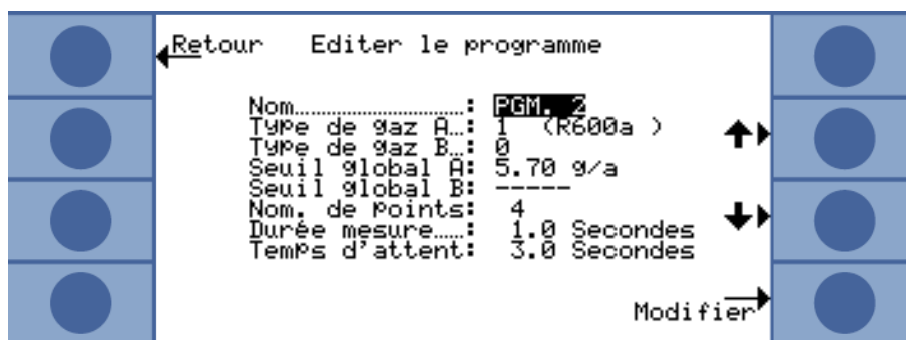 Retour Editer le programme
Nom..............................: PGM. 2
Type de gaz A...: 1 (R600a )
Type de gaz B...: 0
Seuil global A: 5.70 g/a
Seuil global B: -----
Nom. de points: 4
Durée mesure......: 1.0 Secondes
Temps d'attent: 3.0 Secondes
Modifier